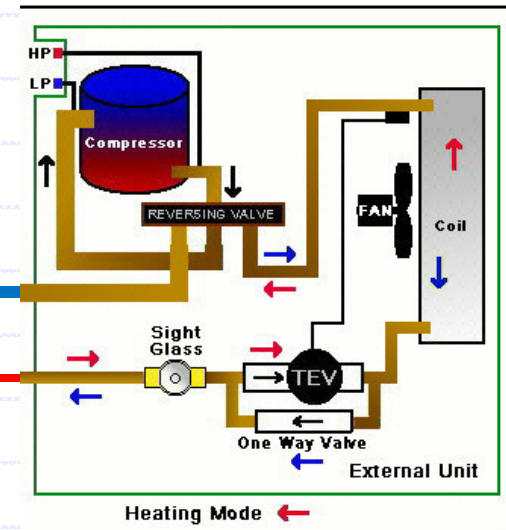 HP
LP
Compressor
REVERSING VALVE
FAN
Coil
Sight
Glass
TEV
One Way Valve
External Unit
Heating Mode